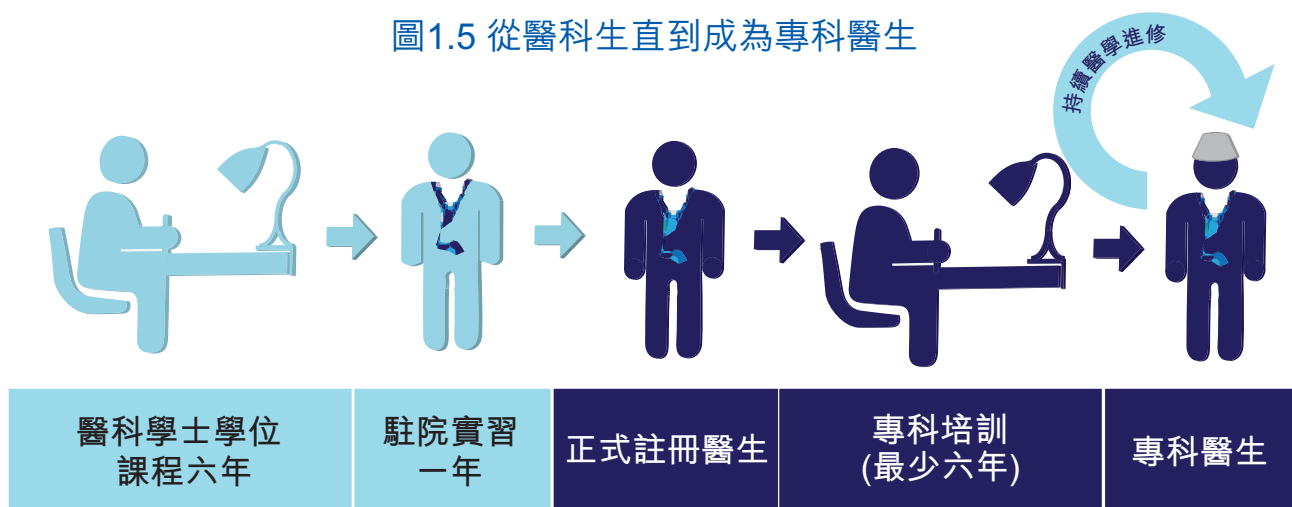 圖1.5 從醫科生直到成為專科醫生
持續醫學進修
醫科學士學位
課程六年
駐院實習
一年
正式註冊醫生
專科培訓
(最少六年)
專科醫生